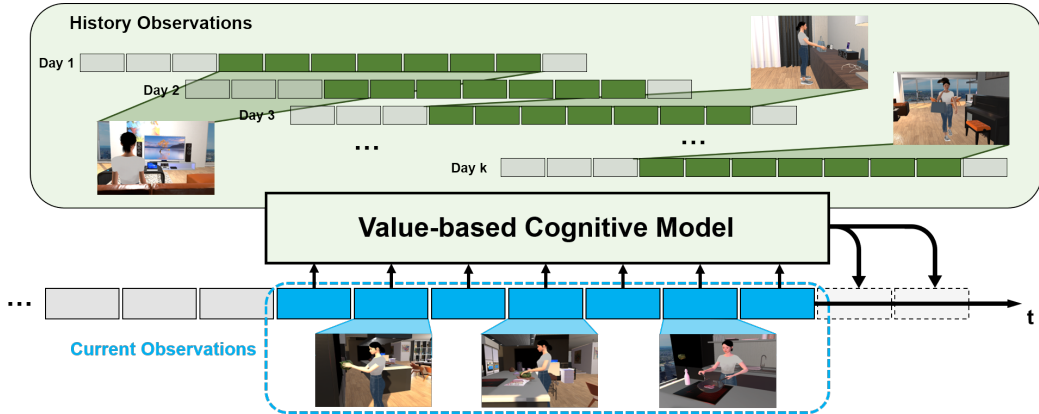 History Observations
Day 1
Day 2
Day 3
...
...
Day k
Value-based Cognitive Model
...
t
Current Observations